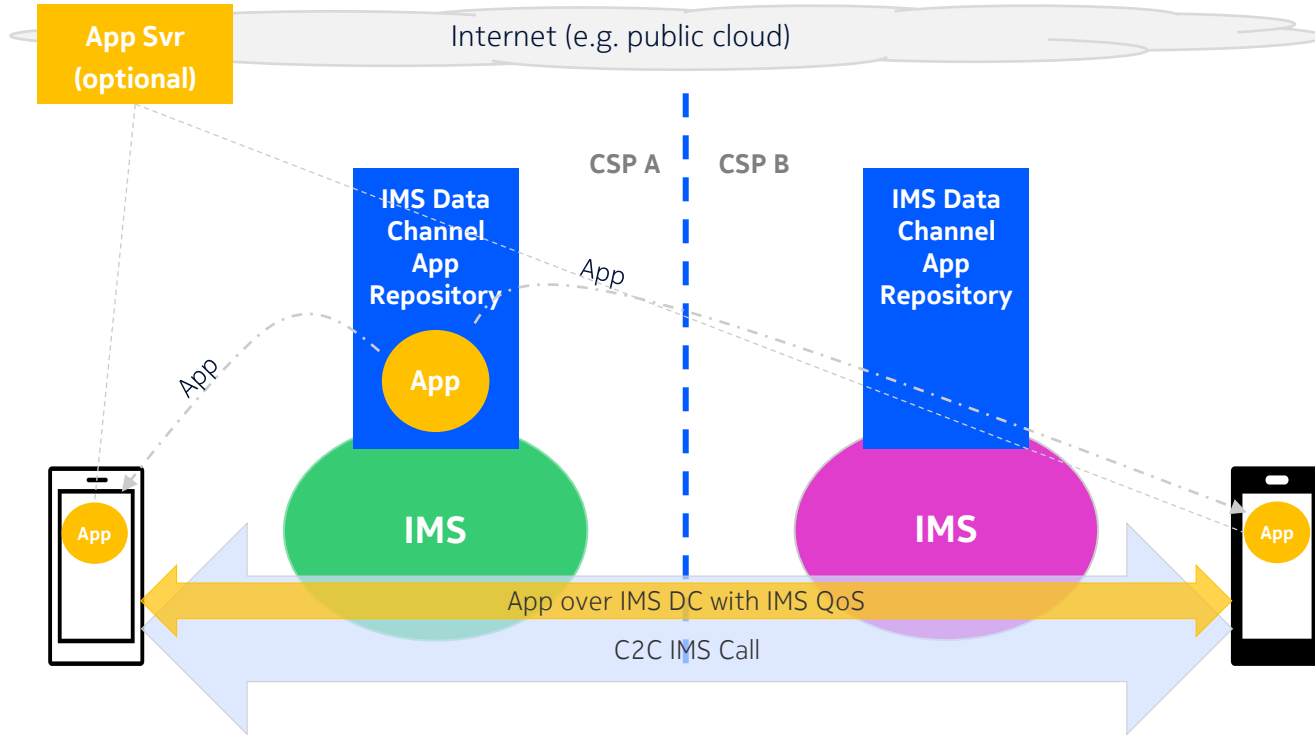 App Svr
(optional)
Internet (e.g. public cloud)
CSP A
CSP B
IMS Data
Channel
App
Repository
IMS Data
Channel
App
Repository
App
App
App
App
App
IMS
IMS
App over IMS DC with IMS QoS
C2C IMS Call